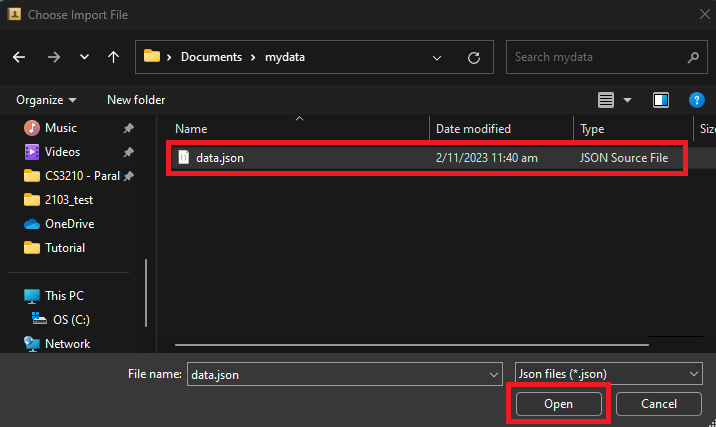 Choose Import File
Documents mydata
Search mydata
Organize
New folder
Name
Date modified
Type
Size
Music
Videos
CS3210 - Paral
2103_test
OneDrive
Tutorial
This PC
OS (C:)
Network
data.json
2/11/2023 11:40 am
JSON Source File
File name:
data.json
Json files (*.json)
Open
Cancel